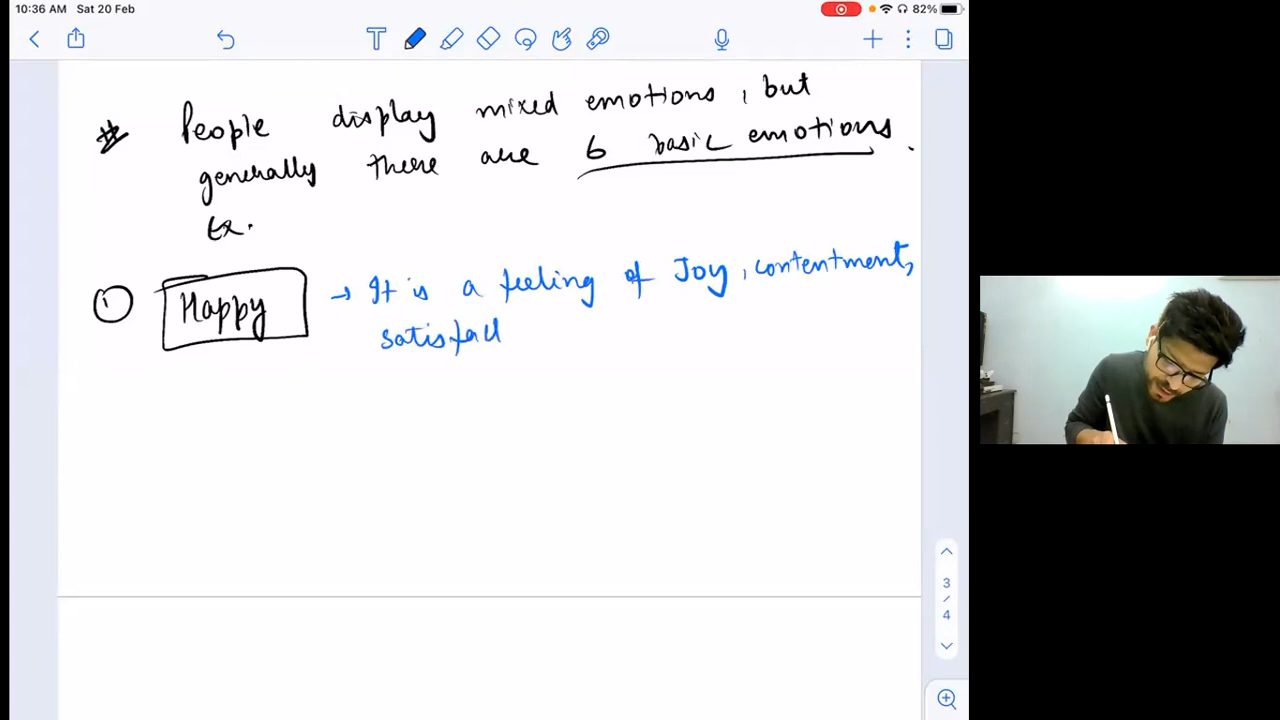 10:36 AM Sat 20 Feb
82%
People display mixed emotions, but
generally there are 6 basic emotions.
Ex.
1 Happy → It is a feeling of Joy, contentment,
satisfact
3
/
4